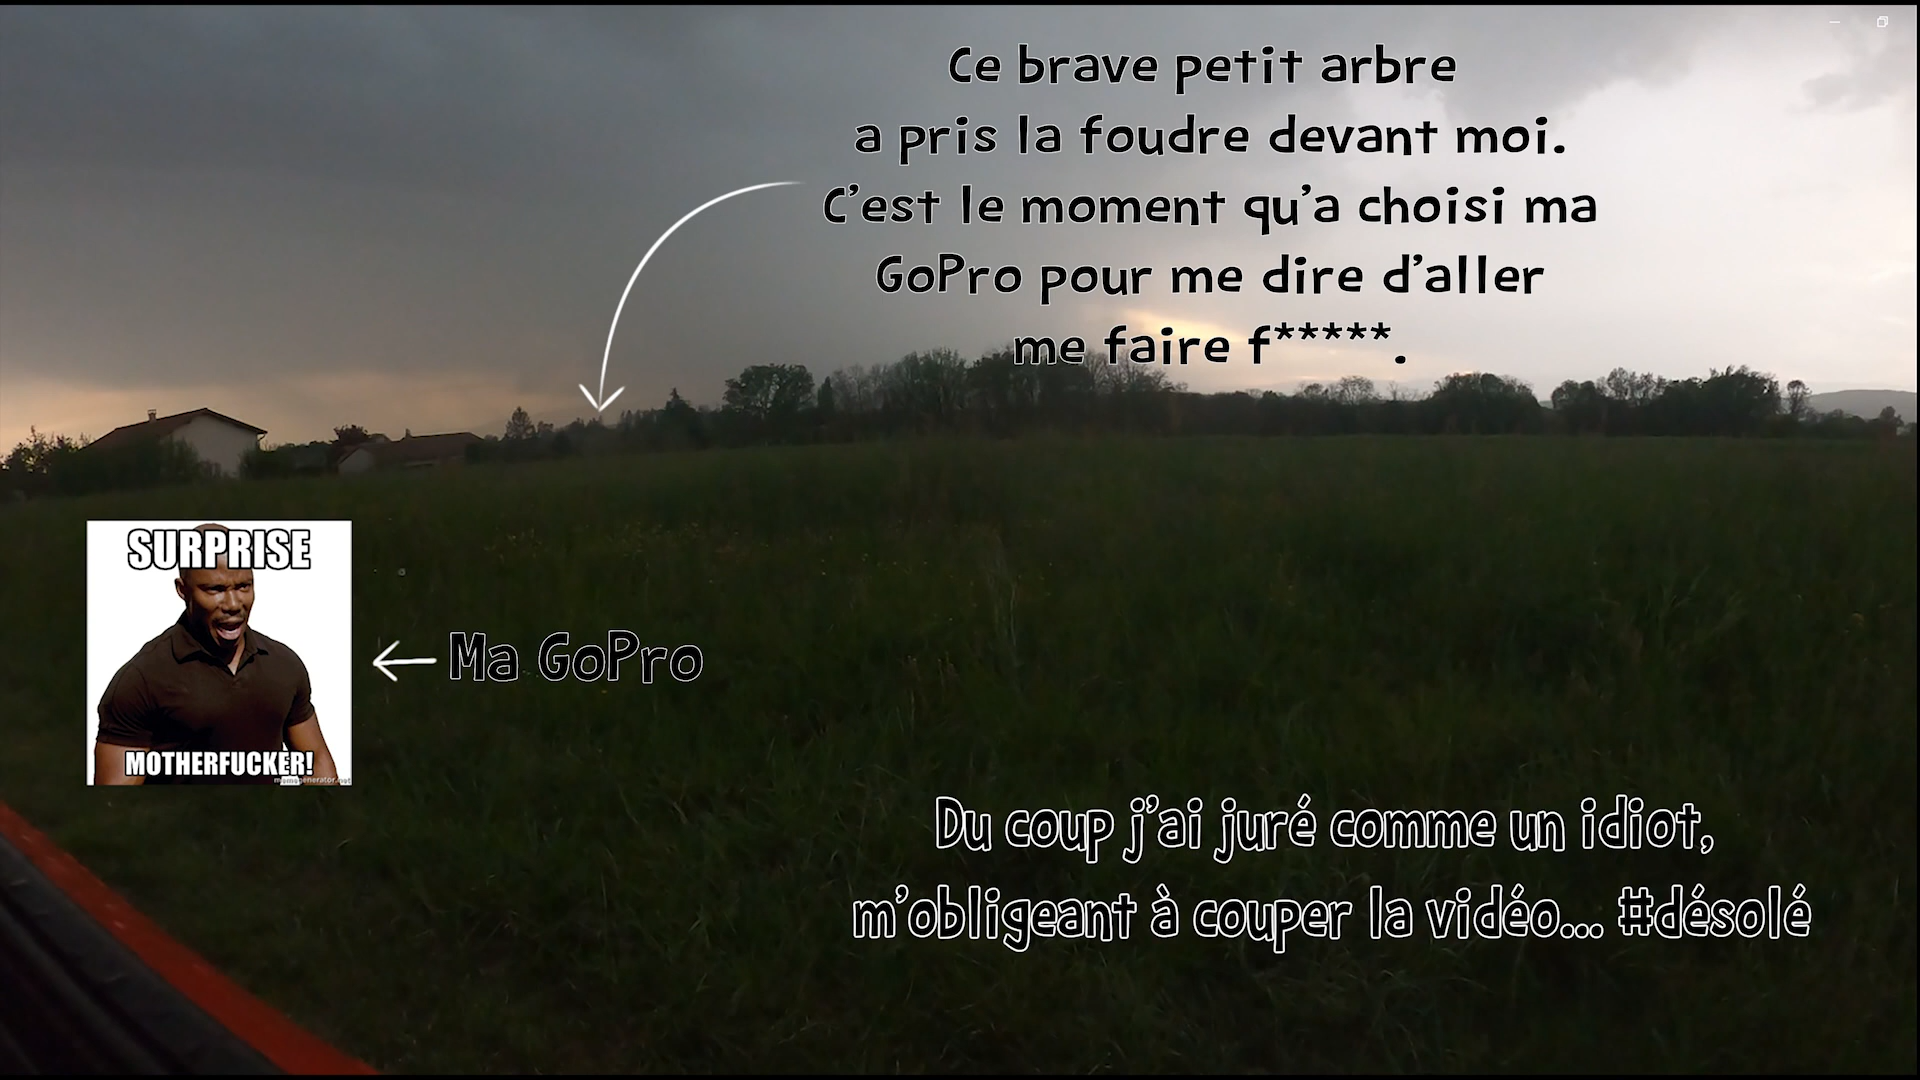 Ce brave petit arbre
a pris la foudre devant moi.
C'est le moment qu'a choisi ma
GoPro pour me dire d'aller
me faire f*****.
SURPRISE
MOTHERFUCKER!
memegenerator.net
Ma GoPro
Du coup j'ai juré comme un idiot,
m'obligeant à couper la vidéo... #désolé